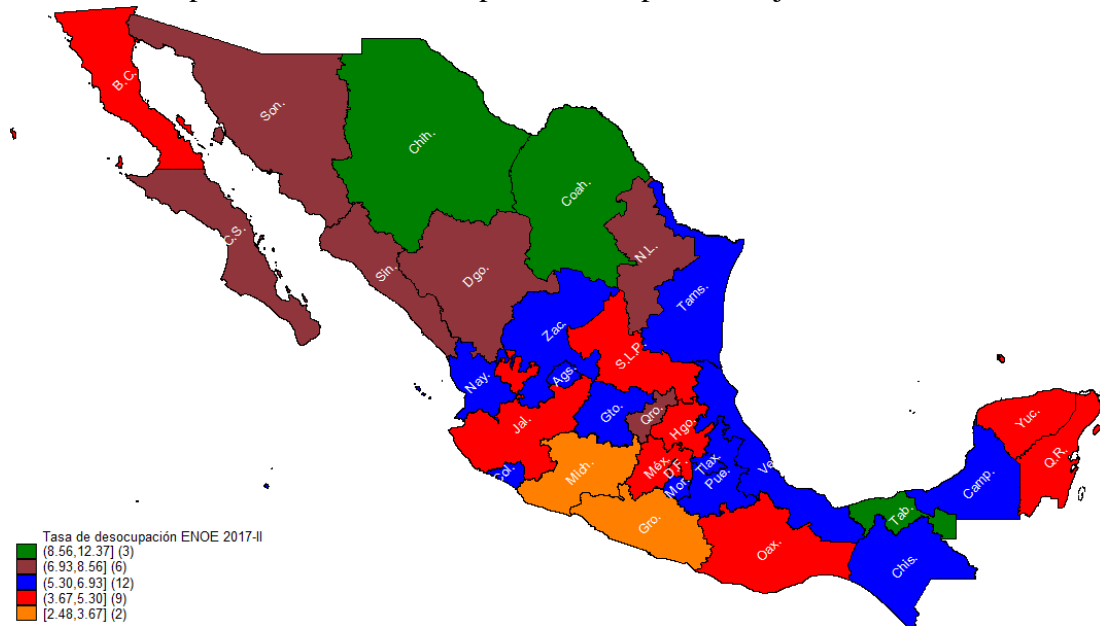 B.C.
Son.
Chih.
Coah.
C.S.
Sin.
Dgo.
N.L.
Tams.
Zac.
S.L.P.
Nay.
Ags.
Gto.
Qro.
Hgo.
Jal.
Yuc.
Q.R.
Col.
Mich.
Méx.
D.F.
Tlax.
Ve
Mor.
Pue.
Camp.
Gro.
Oax.
Tab.
Chis.
Tasa de desocupación ENOE 2017-II
(8.56,12.37] (3)
(6.93,8.56] (6)
(5.30,6.93] (12)
(3.67,5.30] (9)
[2.48,3.67] (2)